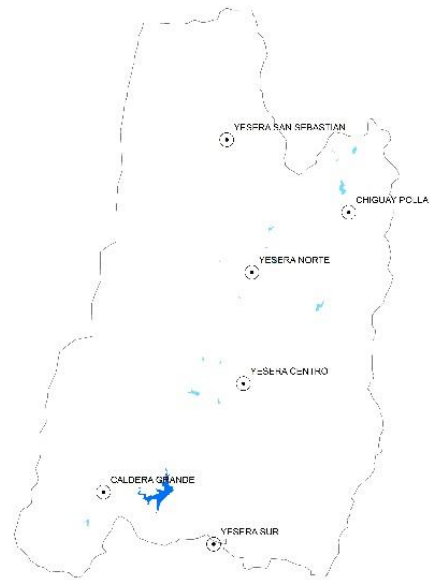 YESERA SAN SEBASTIAN
CHIGUAY POLLA
YESERA NORTE
YESERA CENTRO
CALDERA GRANDE
YESERA SUR